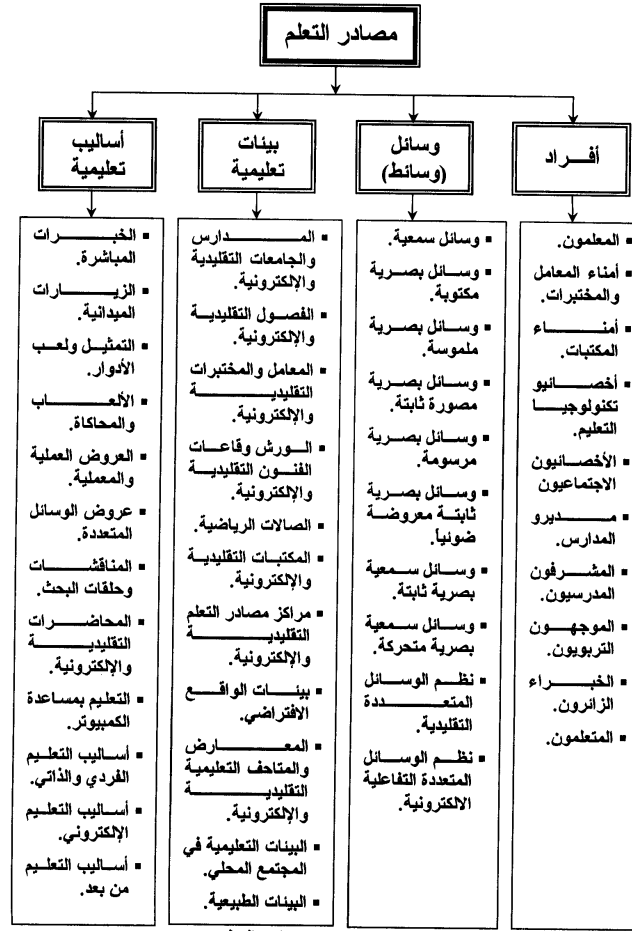 مصادر التعلم
أفراد
وسائل
(وسائط)
بيئات
تعليمية
أساليب
تعليمية
▪ المعلمون.
▪ أمناء المعامل
والمختبرات.
▪ أمناء
المكتبات.
▪ أخصائيو
تكنولوجيا
التعليم.
▪ الأخصائيون
الاجتماعيون
▪ مديرو
المدارس.
▪ المشرفون
المدرسيون.
▪ الموجهون
التربويون.
▪ الخبراء
الزائرون.
▪ المتعلمون.
▪ وسائل سمعية.
▪ وسائل بصرية
مكتوبة.
▪ وسائل بصرية
ملموسة.
▪ وسائل بصرية
مصورة ثابتة.
▪ وسائل بصرية
مرسومة.
▪ وسائل بصرية
ثابتة معروضة
ضوئيا.
▪ وسائل سمعية
بصرية ثابتة.
▪ وسائل سمعية
بصرية متحركة.
▪ نظم الوسائل
المتعددة
التقليدية.
▪ نظم الوسائل
المتعددة التفاعلية
الالكترونية.
▪ المدارس
والجامعات التقليدية
والإلكترونية.
▪ الفصول التقليدية
والإلكترونية.
▪ المعامل والمختبرات
التقليدية
والإلكترونية.
▪ الورش وقاعات
الفنون التقليدية
والإلكترونية.
▪ الصالات الرياضية.
▪ المكتبات التقليدية
والإلكترونية.
▪ مراكز مصادر التعلم
التقليدية
والإلكترونية.
▪ بيئات الواقع
الافتراضي.
▪ المعارض
والمتاحف التعليمية
التقليدية
والإلكترونية.
▪ البيئات التعليمية في
المجتمع المحلي.
▪ البيئات الطبيعية.
▪ الخبرات
المباشرة.
▪ الزيارات
الميدانية.
▪ التمثيل ولعب
الأدوار.
▪ الألعاب
والمحاكاة.
▪ العروض العملية
والمعملية.
▪ عروض الوسائل
المتعددة.
▪ المناقشات
وحلقات البحث.
▪ المحاضرات
التقليدية
والإلكترونية.
▪ التعليم بمساعدة
الكمبيوتر.
▪ أساليب التعليم
الفردي والذاتي.
▪ أساليب التعليم
الإلكتروني.
▪ أساليب التعليم
من بعد.